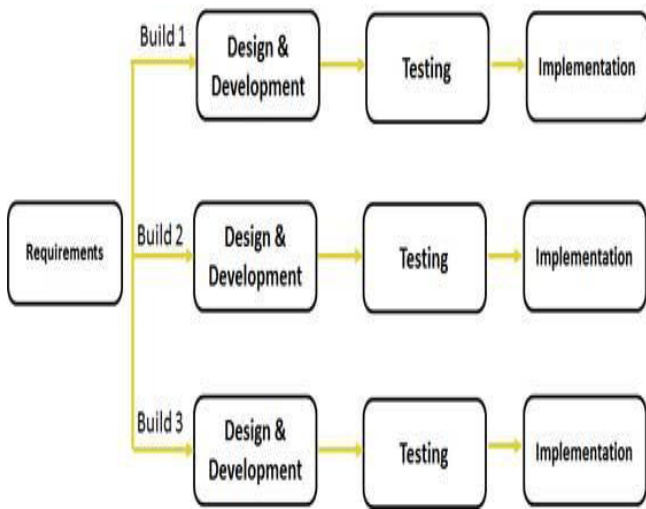 Build 1
Design &
Development
Testing
Implementation
Requirements
Build 2
Design &
Development
Testing
Implementation
Build 3
Design &
Development
Testing
Implementation